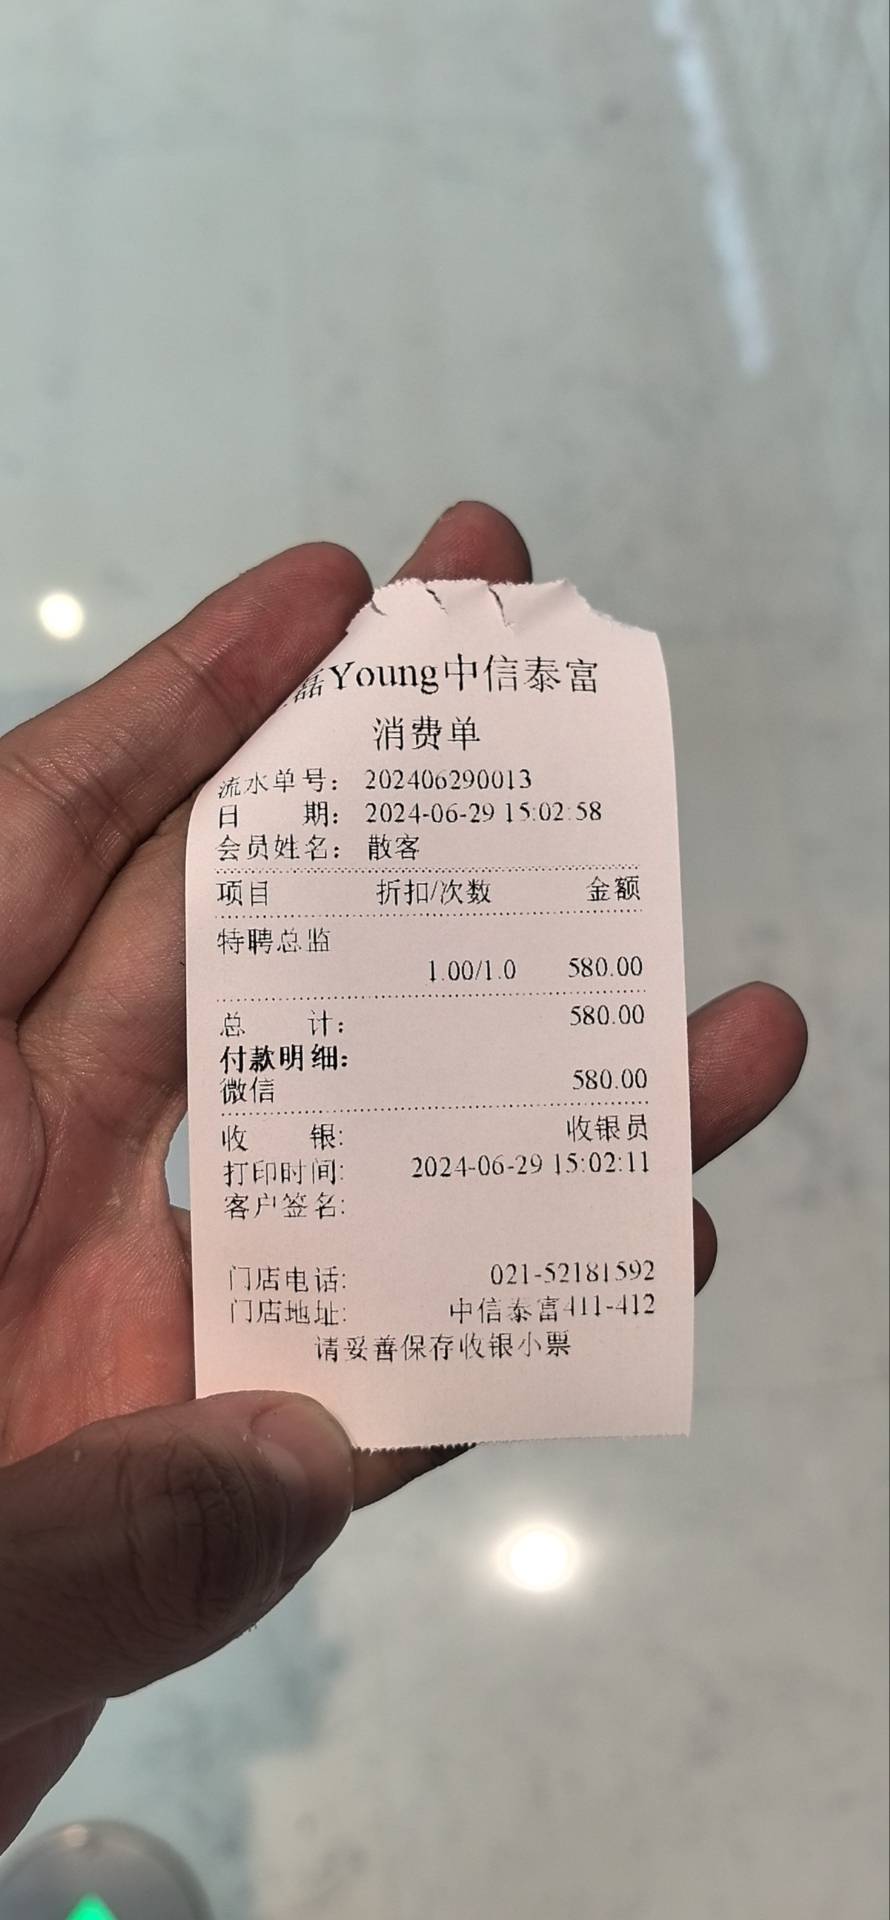 磊Young中信泰富
消费单
流水单号: 202406290013
日 期: 2024-06-29 15:02:58
会员姓名: 散客
项目 折扣/次数 金额
特聘总监
1.00/1.0 580.00
总 计: 580.00
付款明细:
微信 580.00
收 银: 收银员
打印时间: 2024-06-29 15:02:11
客户签名:
门店电话: 021-52181592
门店地址: 中信泰富411-412
请妥善保存收银小票